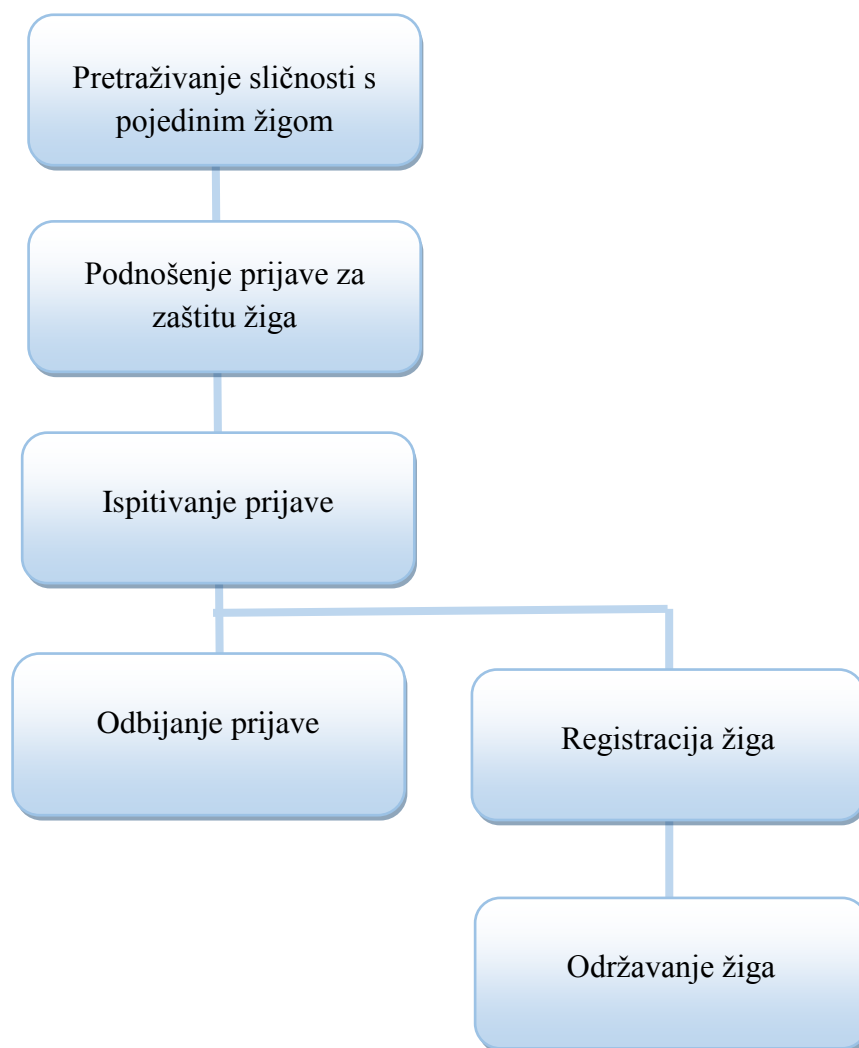 Pretraživanje sličnosti s
pojedinim žigom
Podnošenje prijave za
zaštitu žiga
Ispitivanje prijave
Odbijanje prijave
Registracija žiga
Održavanje žiga